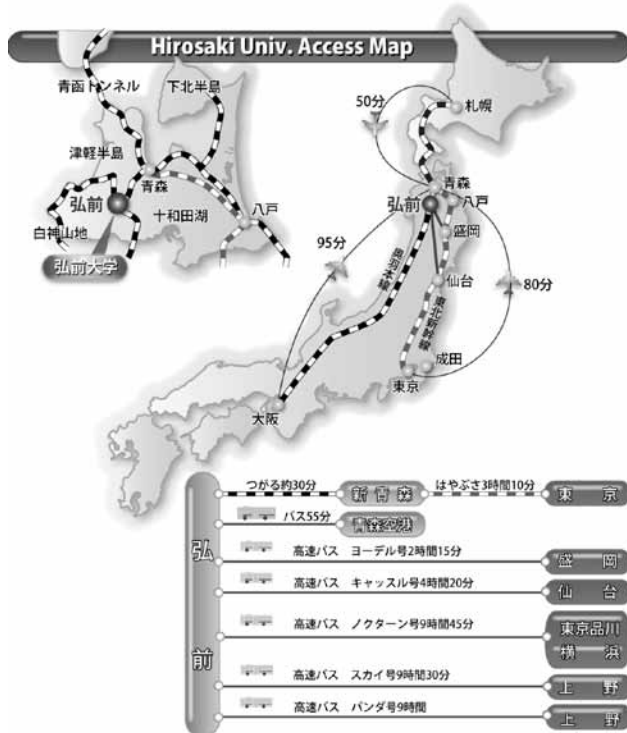 Hirosaki Univ. Access Map
青函トンネル
下北半島
津軽半島
青森
弘前
八戸
十和田湖
白神山地
弘前大学
50分
札幌
青森
八戸
弘前
盛岡
95分
奥羽本線
仙台
80分
東北新幹線
成田
東京
大阪
弘前
つがる約30分
新青森
はやぶさ3時間10分
東京
バス55分
青森空港
高速バス ヨーデル号2時間15分
盛岡
高速バス キャッスル号4時間20分
仙台
高速バス ノクターン号9時間45分
東京品川
横浜
高速バス スカイ号9時間30分
上野
高速バス パンダ号9時間
上野